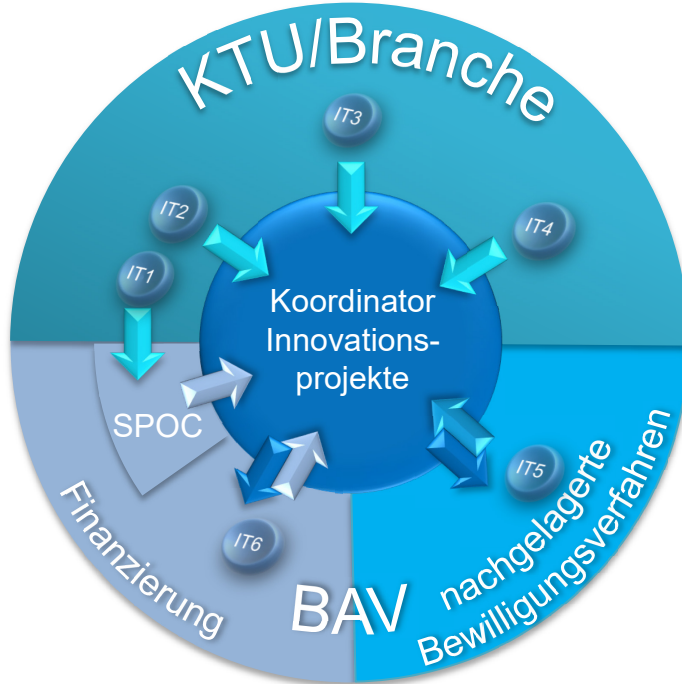 KTU/Branche
IT3
IT2
IT4
IT1
Koordinator
Innovations-
projekte
SPOC
IT5
IT6
Finanzierung
BAV
nachgelagerte
Bewilligungsverfahren